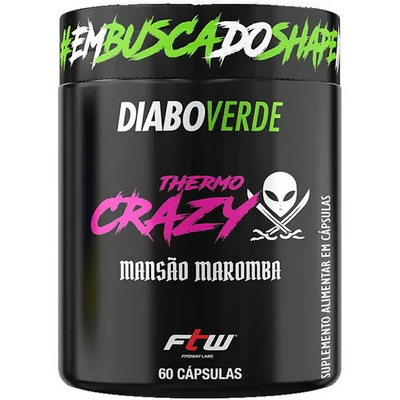 #EMBUSCADOSHAPE
DIABOVERDE
THERMO
CRAZY
MANSÃO MAROMBA
FTW
FITOWAY LABS
60 CÁPSULAS
SUPLEMENTO ALIMENTAR EM CÁPSULAS